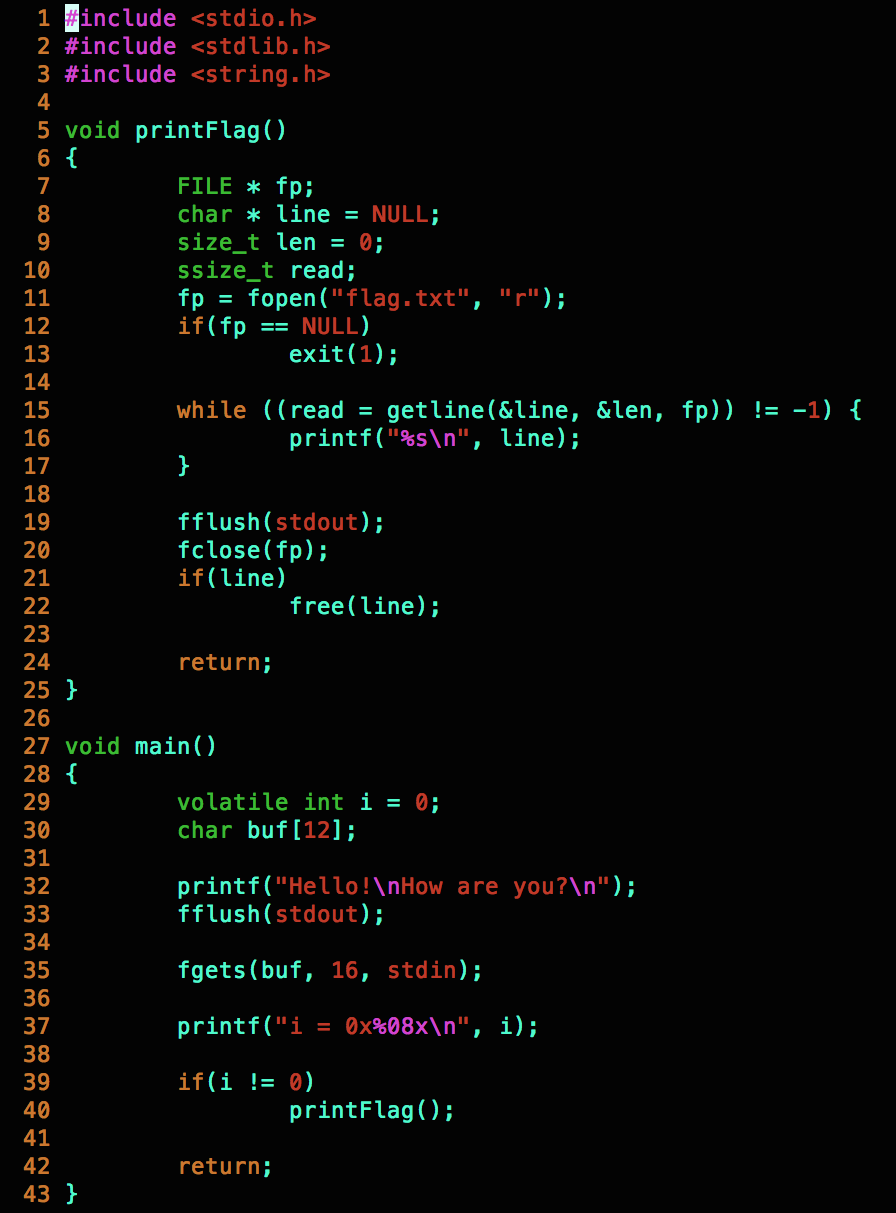 1 #include <stdio.h>
2 #include <stdlib.h>
3 #include <string.h>
4
5 void printFlag()
6 {
7         FILE * fp;
8         char * line = NULL;
9         size_t len = 0;
10         ssize_t read;
11         fp = fopen("flag.txt", "r");
12         if(fp == NULL)
13                 exit(1);
14
15         while ((read = getline(&line, &len, fp)) != -1) {
16                 printf("%s\n", line);
17         }
18
19         fflush(stdout);
20         fclose(fp);
21         if(line)
22                 free(line);
23
24         return;
25 }
26
27 void main()
28 {
29         volatile int i = 0;
30         char buf[12];
31
32         printf("Hello!\nHow are you?\n");
33         fflush(stdout);
34
35         fgets(buf, 16, stdin);
36
37         printf("i = 0x%08x\n", i);
38
39         if(i != 0)
40                 printFlag();
41
42         return;
43 }